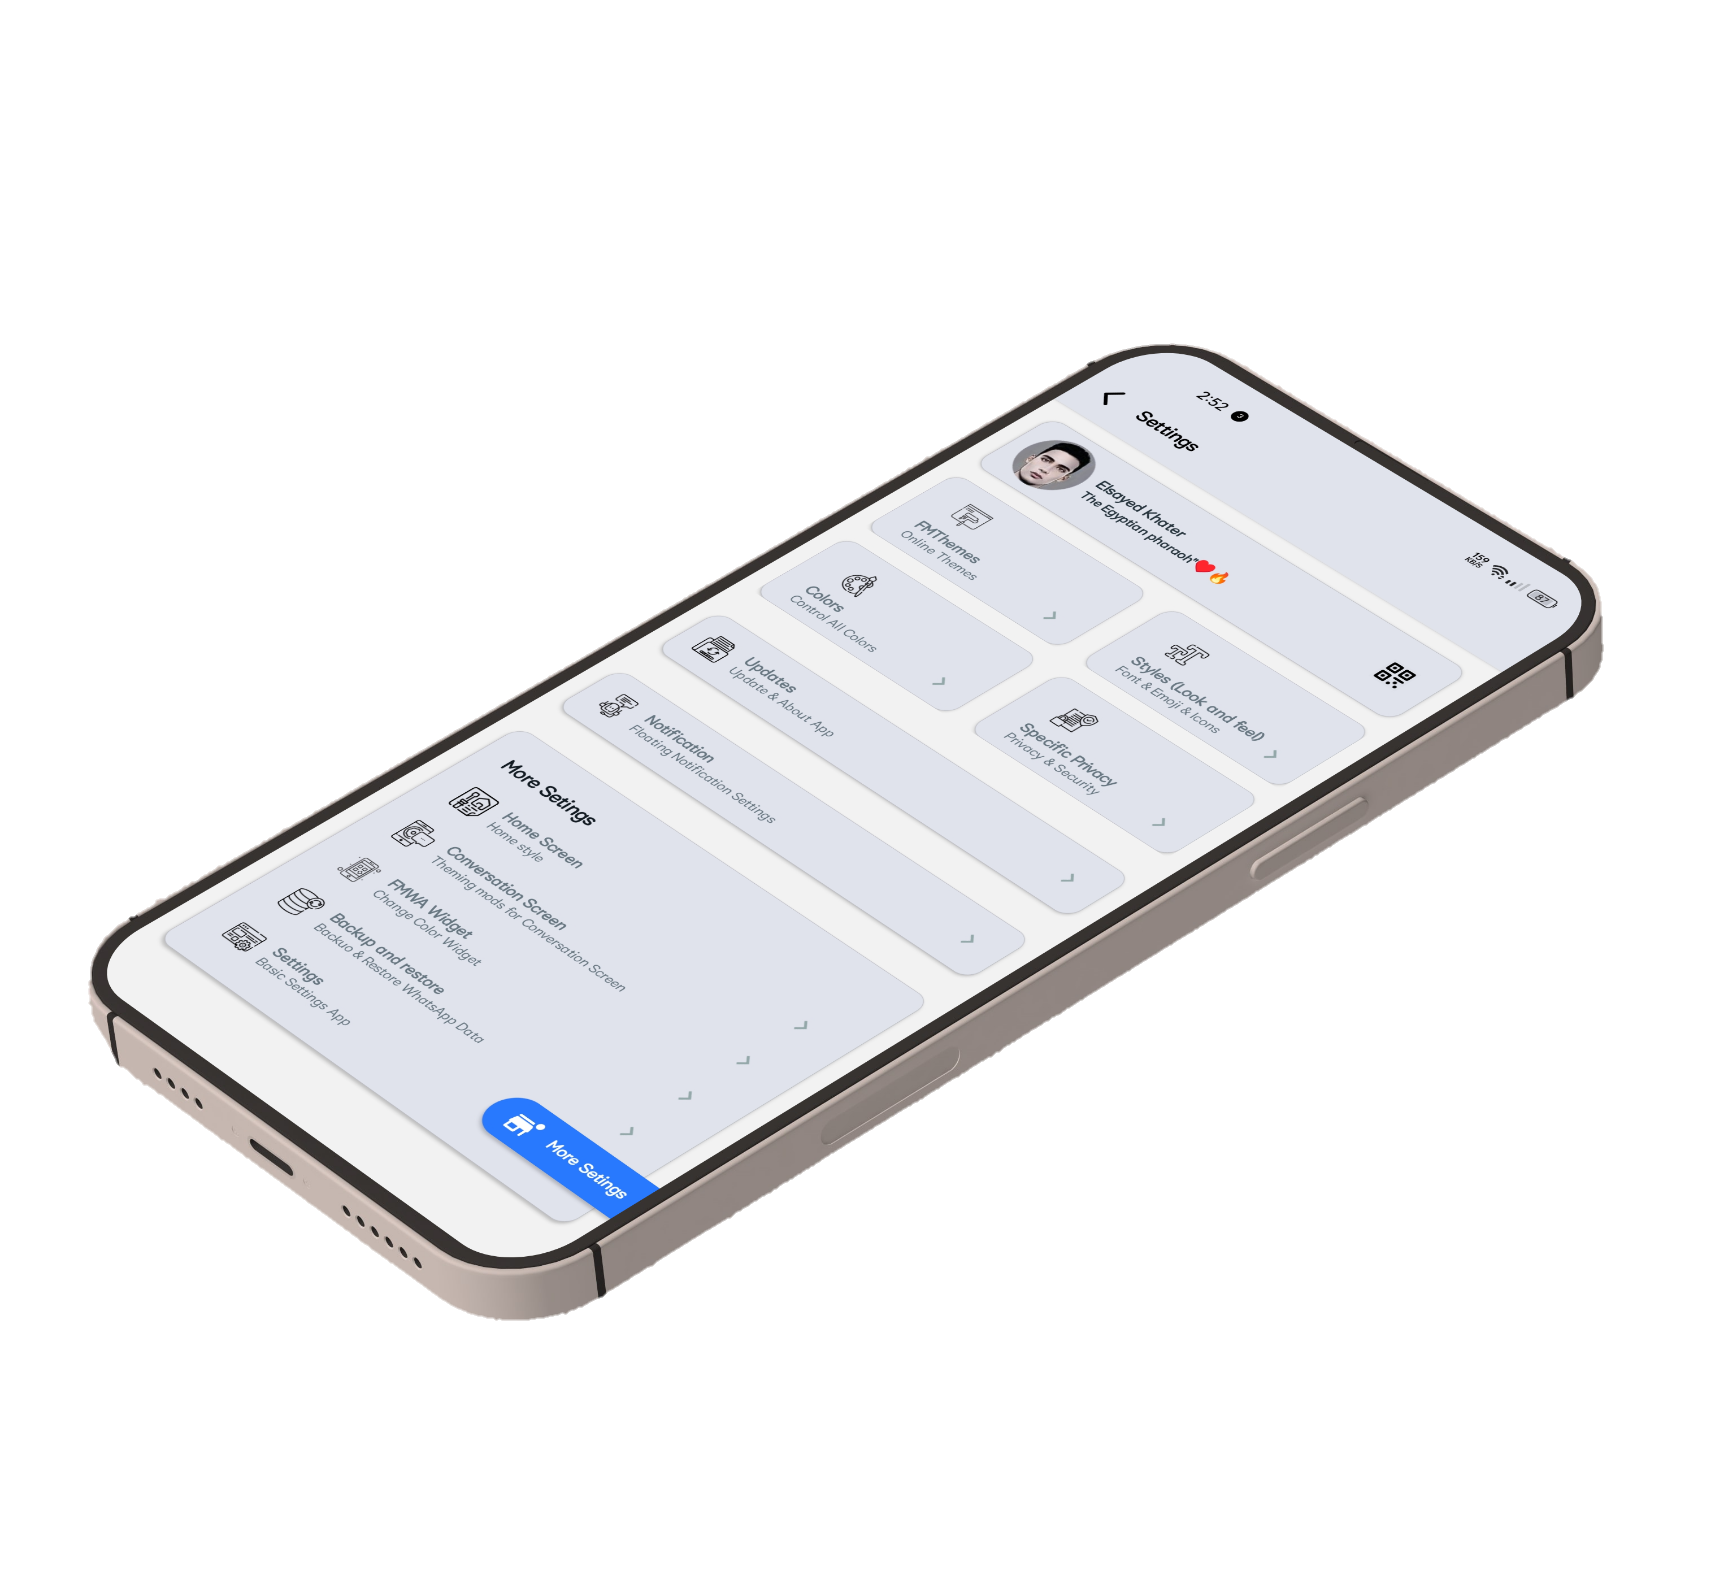 2:52
159
KB/S
87
Settings
Elsayed Khater
The Egyptian pharaoh"❤️🔥
FMThemes
Online Themes
Styles (Look and feel)
Font & Emoji & Icons
Colors
Control All Colors
Specific Privacy
Privacy & Security
Updates
Update & About App
Notification
Floating Notification Settings
More Setings
Home Screen
Home style
Conversation Screen
Theming mods for Conversation Screen
FMWA Widget
Change Color Widget
Backup and restore
Backuo & Restore WhatsApp Data
Settings
Basic Settings App
More Setings